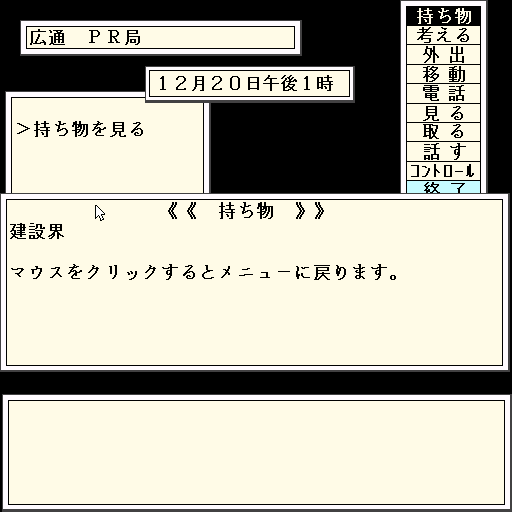 広通　ＰＲ局
１２月２０日午後１時
＞持ち物を見る
持ち物
考える
外 出
移 動
電 話
見 る
取 る
話 す
ｺﾝﾄﾛｰﾙ
終 了
《《　持ち物　》》
建設界
マウスをクリックするとメニューに戻ります。